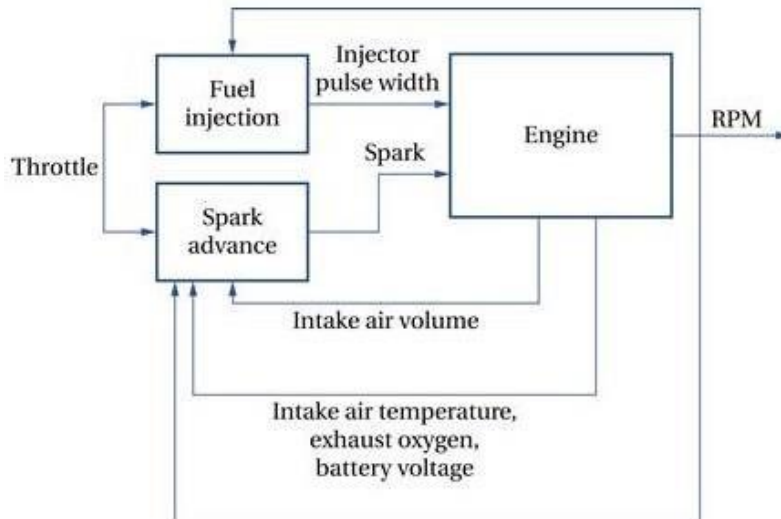 Fuel
injection
Injector
pulse width
Engine
RPM
Throttle
Spark
Spark
advance
Intake air volume
Intake air temperature,
exhaust oxygen,
battery voltage